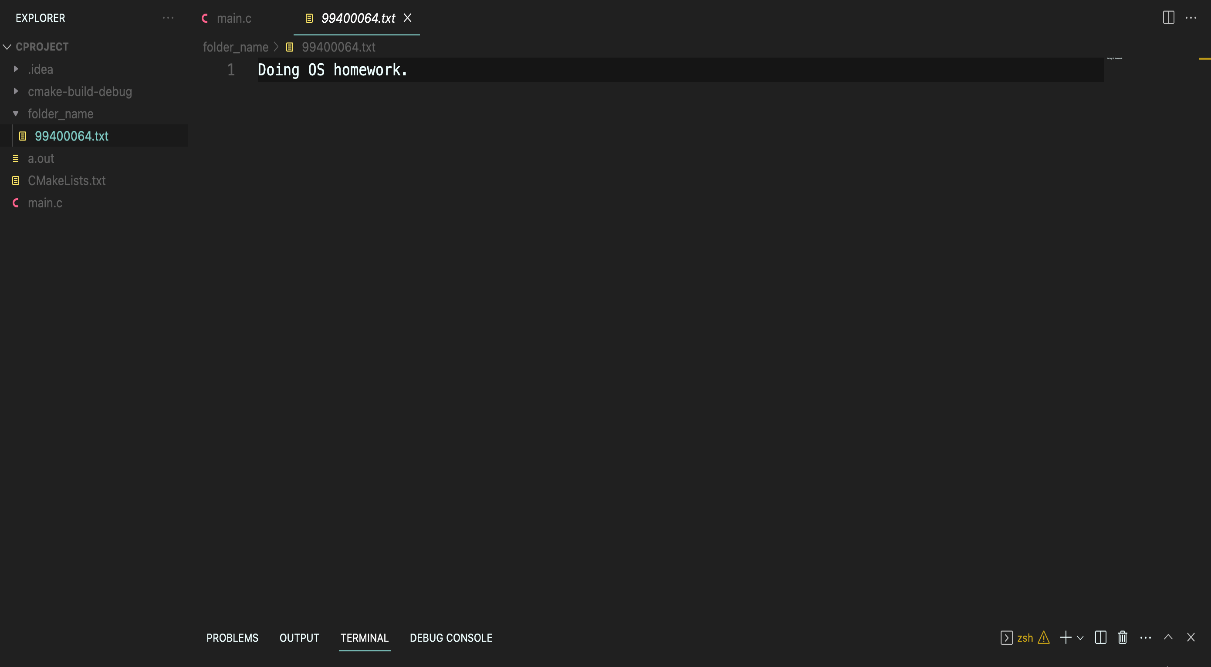 EXPLORER
main.c
99400064.txt
CPROJECT
folder_name
99400064.txt
.idea
cmake-build-debug
folder_name
99400064.txt
a.out
CMakeLists.txt
main.c
1 Doing OS homework.
PROBLEMS OUTPUT TERMINAL DEBUG CONSOLE
zsh